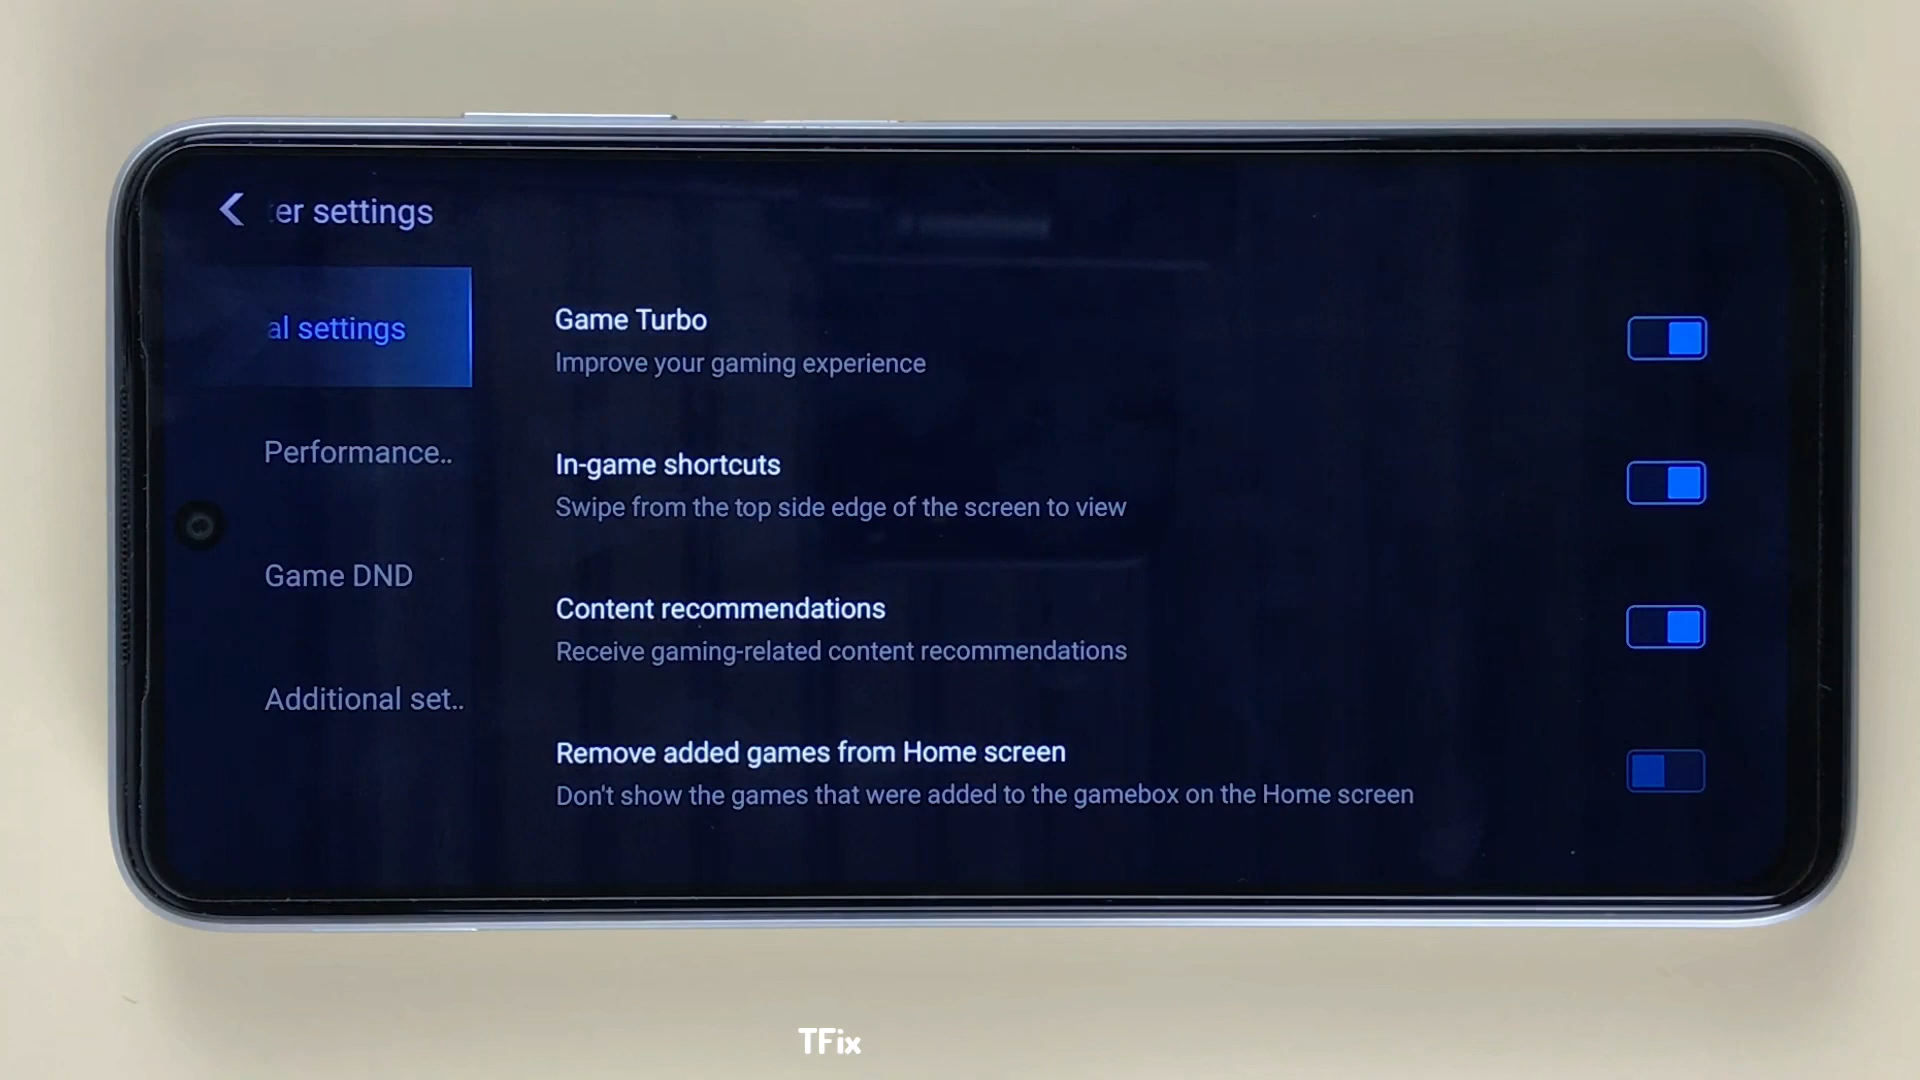 er settings
al settings
Performance..
Game DND
Additional set..
Game Turbo
Improve your gaming experience
In-game shortcuts
Swipe from the top side edge of the screen to view
Content recommendations
Receive gaming-related content recommendations
Remove added games from Home screen
Don't show the games that were added to the gamebox on the Home screen
TFix